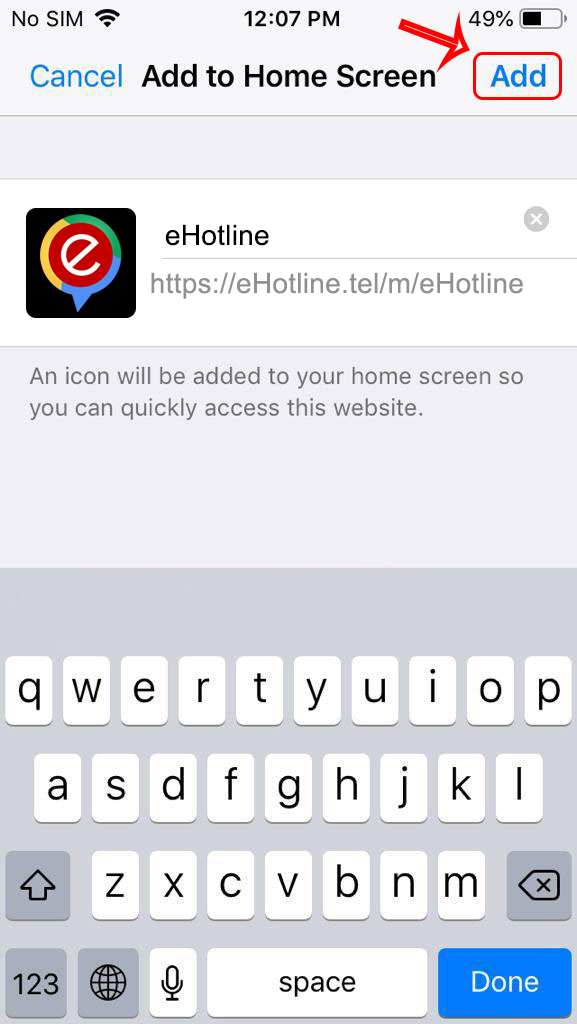 No SIM 12:07 PM 49%
Cancel Add to Home Screen Add
e
eHotline
https://eHotline.tel/m/eHotline
An icon will be added to your home screen so
you can quickly access this website.
q w e r t y u i o p
a s d f g h j k l
z x c v b n m
123 space Done